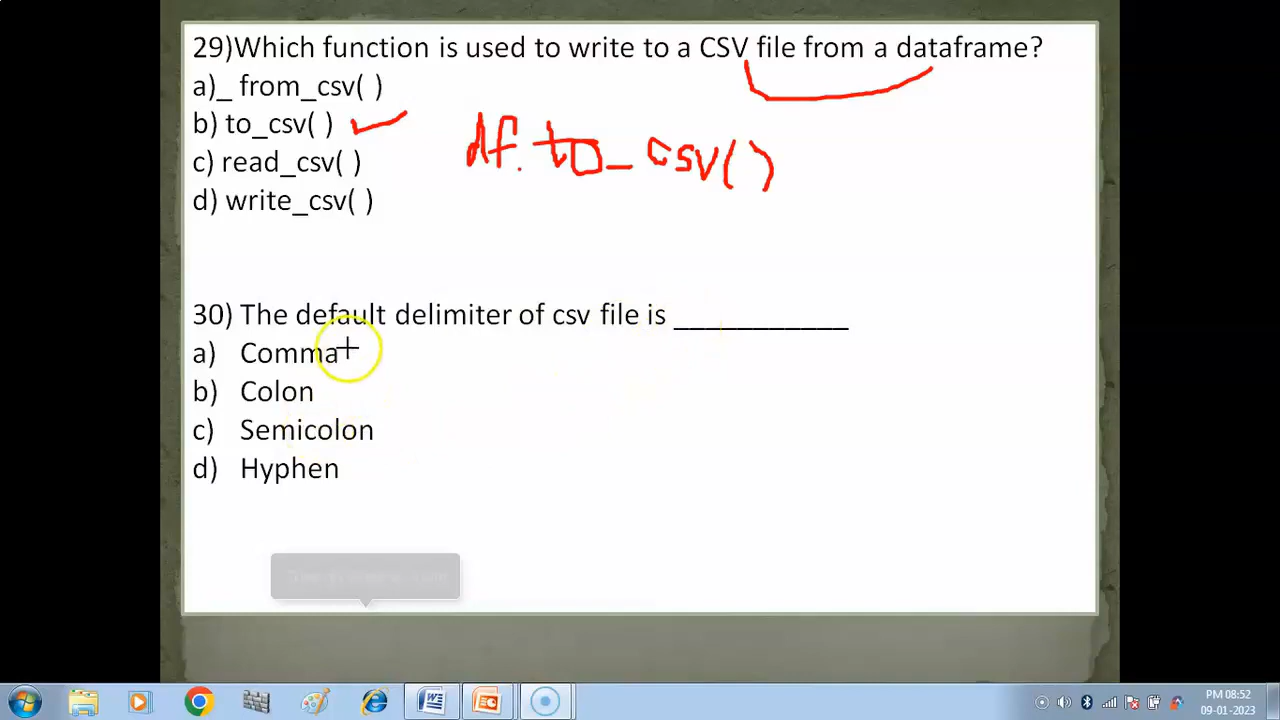 29)Which function is used to write to a CSV file from a dataframe?
a)_ from_csv( )
b) to_csv( )
c) read_csv( )
d) write_csv( )
df.to_csv( )
30) The default delimiter of csv file is ___________
a) Comma
b) Colon
c) Semicolon
d) Hyphen
PM 08:52
09-01-2023